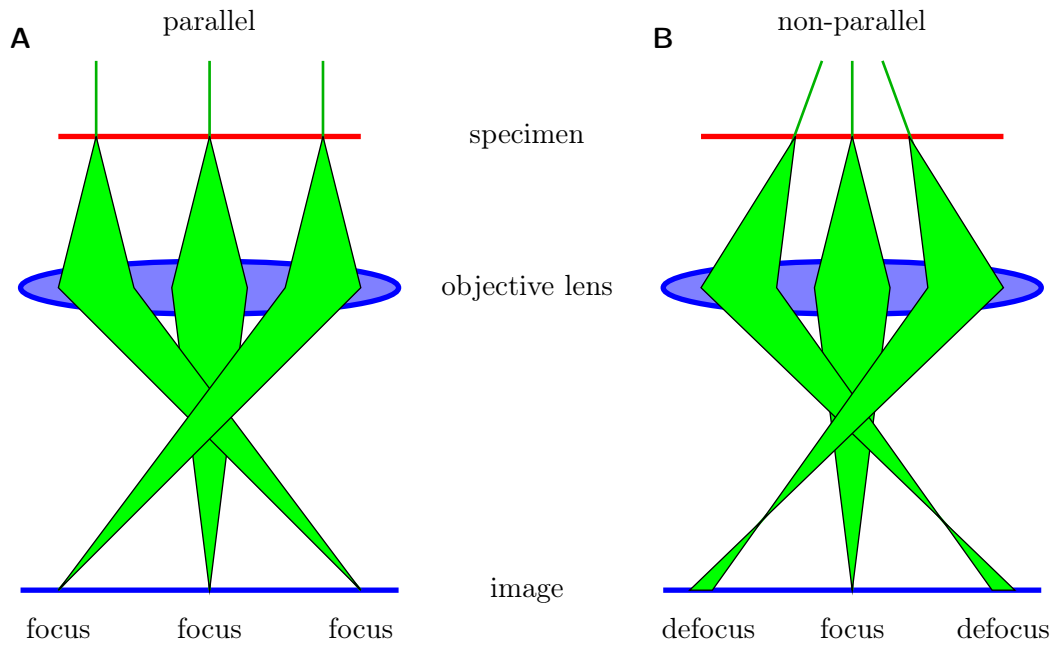 A
parallel
B
non-parallel
specimen
objective lens
image
focus
focus
focus
defocus
focus
defocus